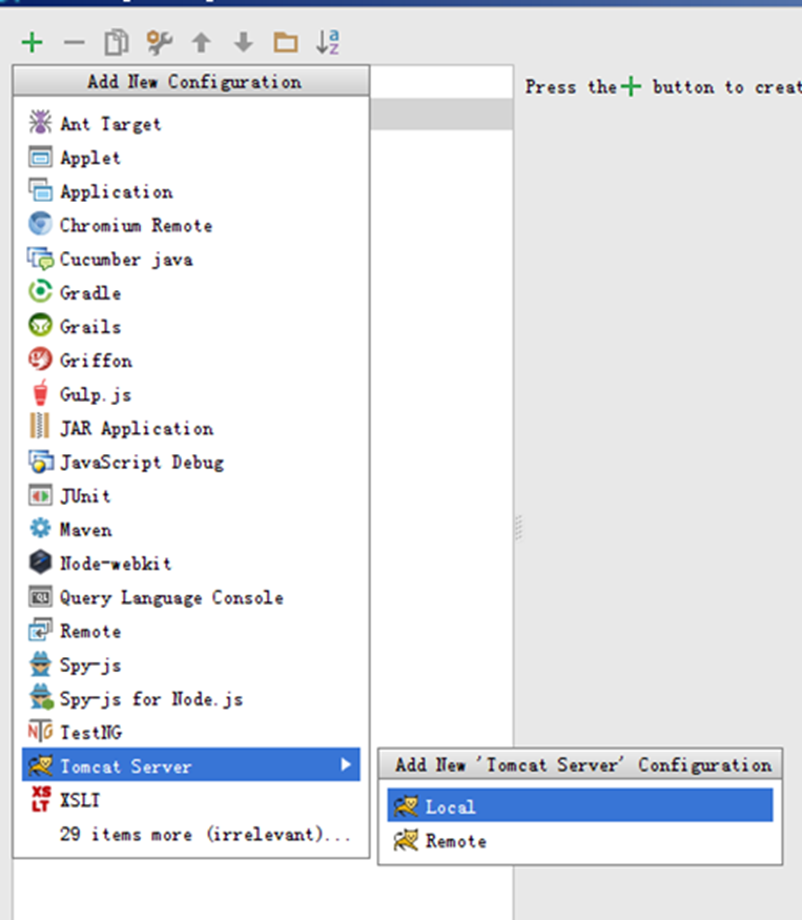 Add New Configuration
Press the + button to creat
Ant Target
Applet
Application
Chromium Remote
Cucumber java
Gradle
Grails
Griffon
Gulp.js
JAR Application
JavaScript Debug
JUnit
Maven
Node-webkit
Query Language Console
Remote
Spy-js
Spy-js for Node.js
TestNG
Tomcat Server
Add New 'Tomcat Server' Configuration
XSLT
Local
29 items more (irrelevant)...
Remote